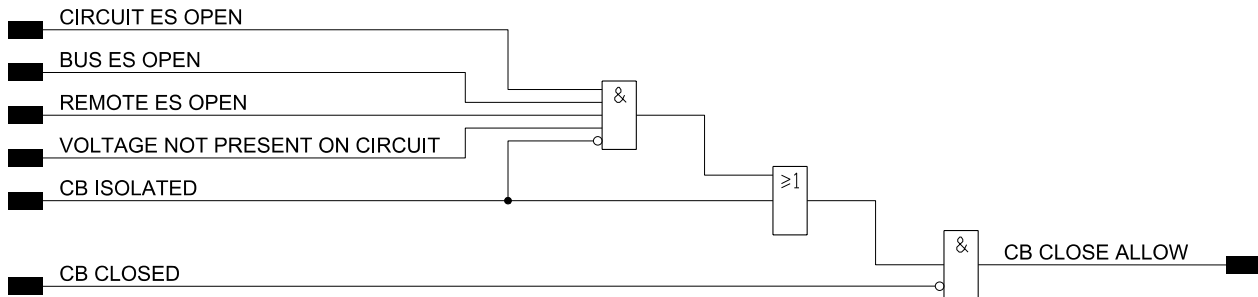 CIRCUIT ES OPEN
BUS ES OPEN
&
REMOTE ES OPEN
VOLTAGE NOT PRESENT ON CIRCUIT
CB ISOLATED
≥1
&
CB CLOSE ALLOW
CB CLOSED